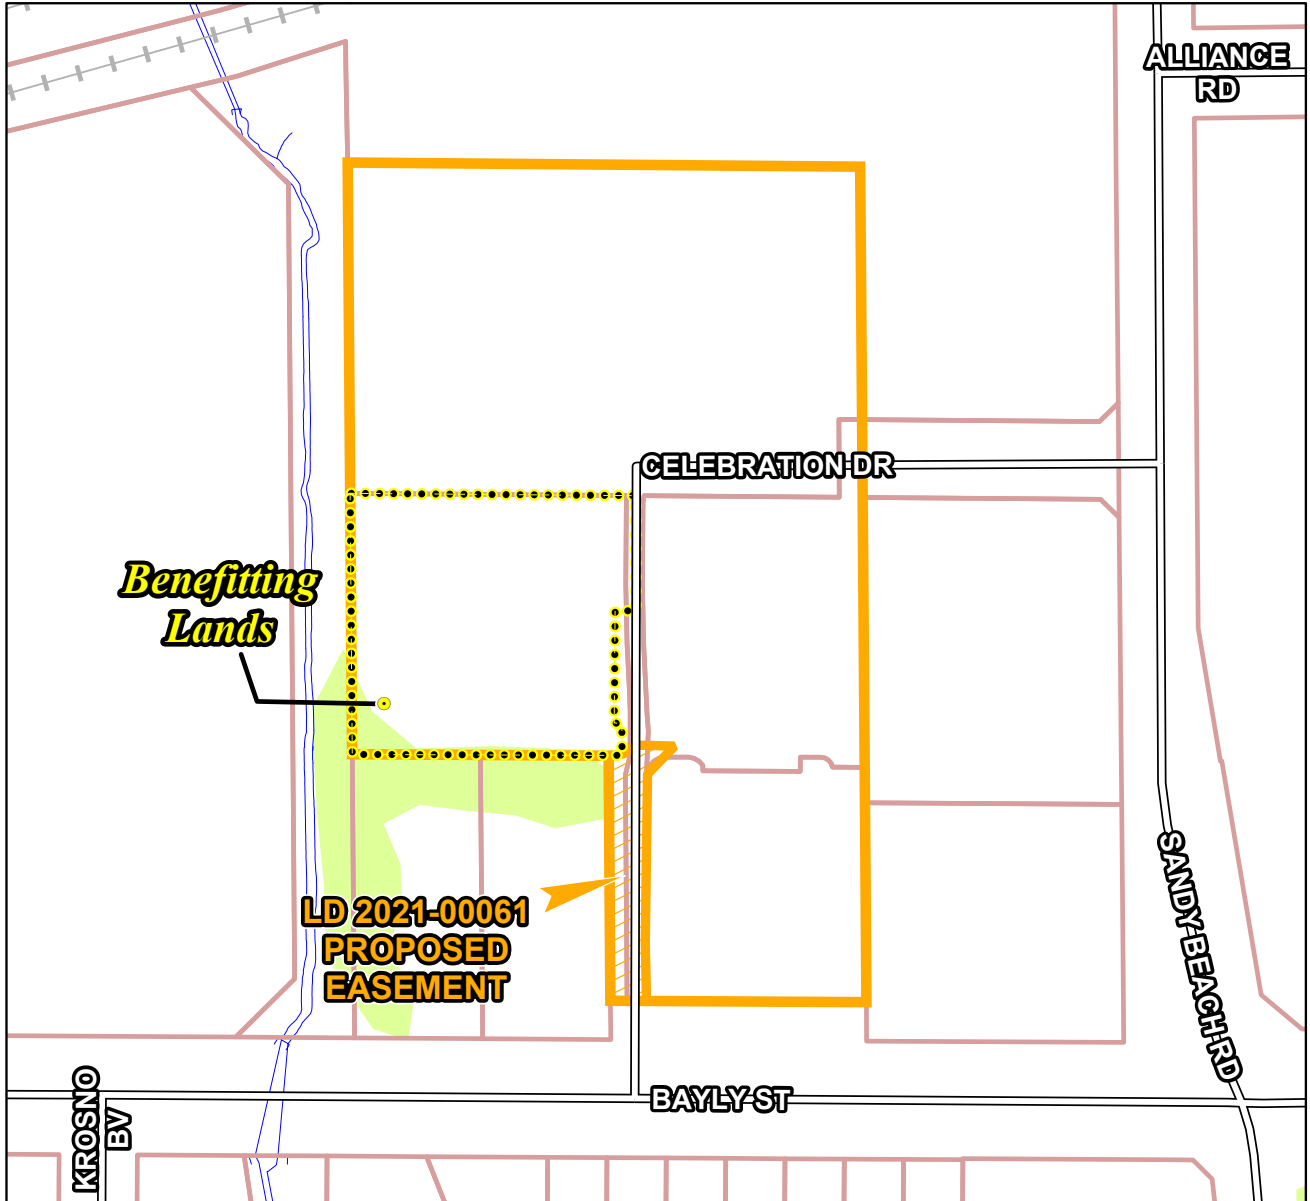 ALLIANCE
RD
CELEBRATION DR
Benefitting
Lands
LD 2021-00061
PROPOSED
EASEMENT
SANDY BEACH RD
BAYLY ST
KROSNO
BV